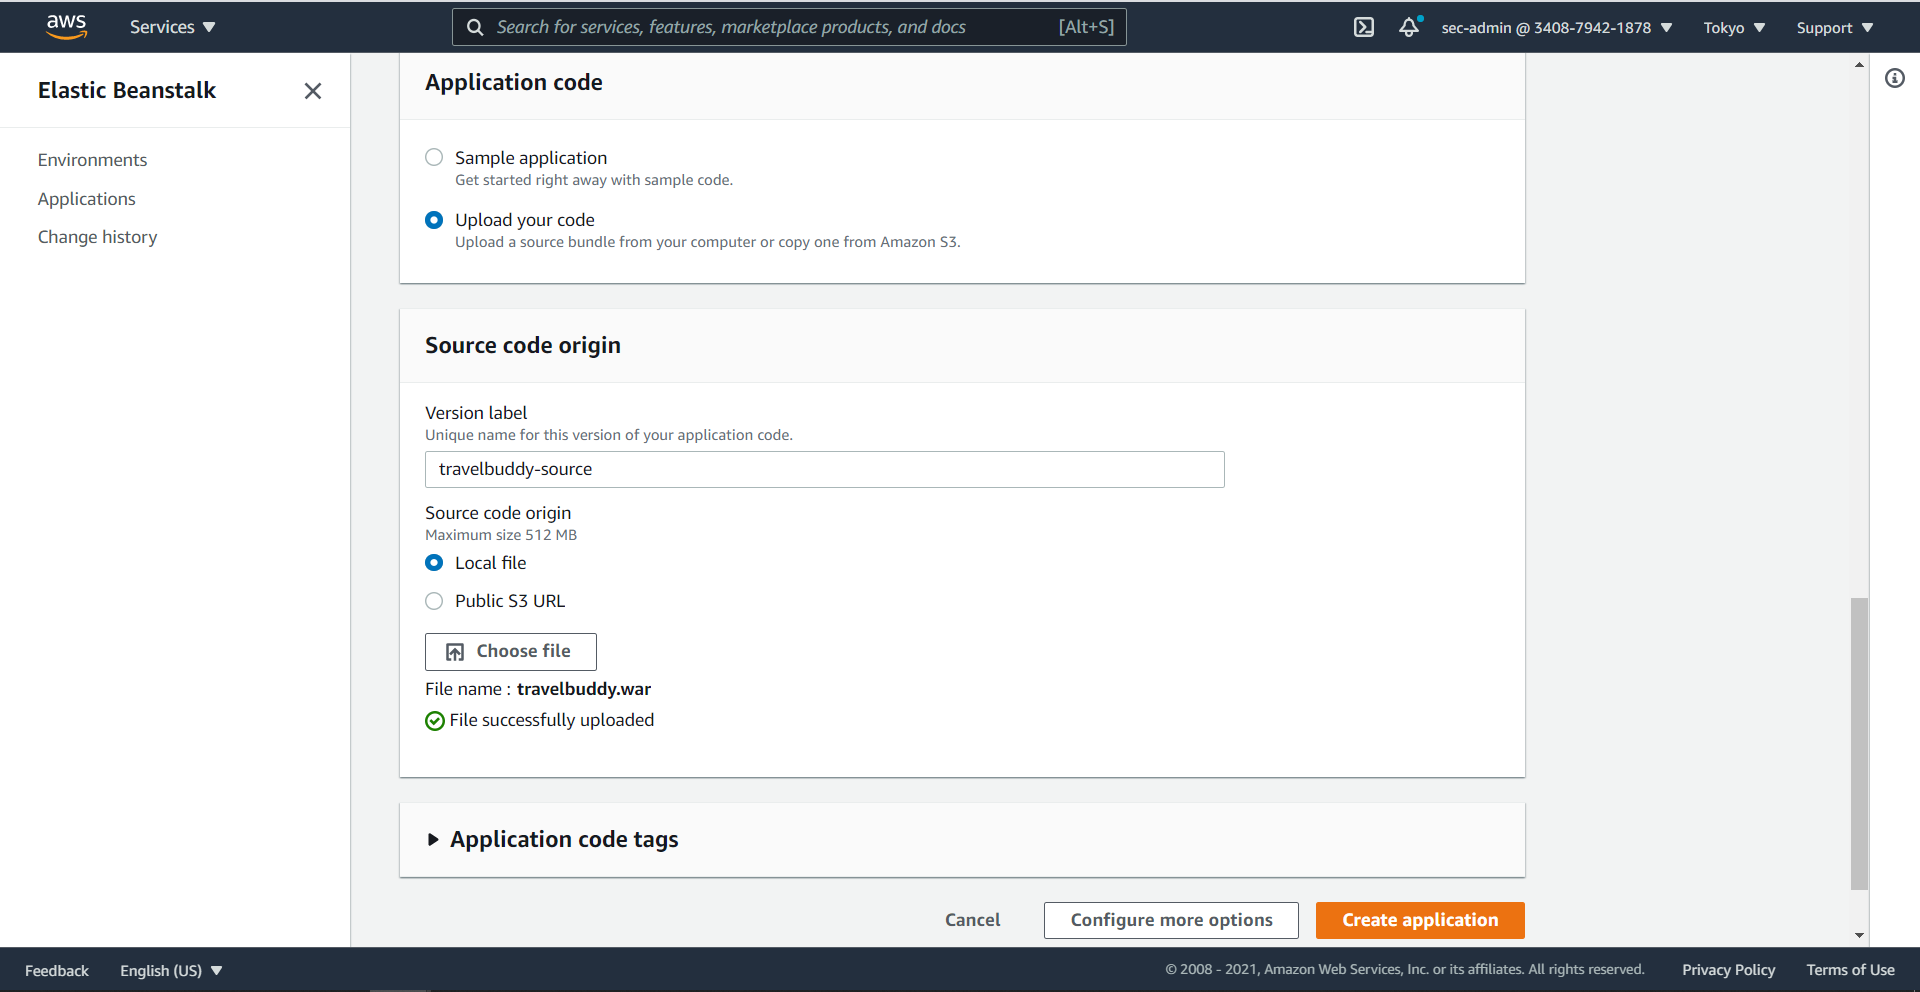 aws
Services
Search for services, features, marketplace products, and docs [Alt+S]
sec-admin @ 3408-7942-1878
Tokyo
Support
Elastic Beanstalk
Environments
Applications
Change history
Application code
Sample application
Get started right away with sample code.
Upload your code
Upload a source bundle from your computer or copy one from Amazon S3.
Source code origin
Version label
Unique name for this version of your application code.
travelbuddy-source
Source code origin
Maximum size 512 MB
Local file
Public S3 URL
Choose file
File name : travelbuddy.war
File successfully uploaded
Application code tags
Cancel
Configure more options
Create application
Feedback
English (US)
© 2008 - 2021, Amazon Web Services, Inc. or its affiliates. All rights reserved.
Privacy Policy
Terms of Use